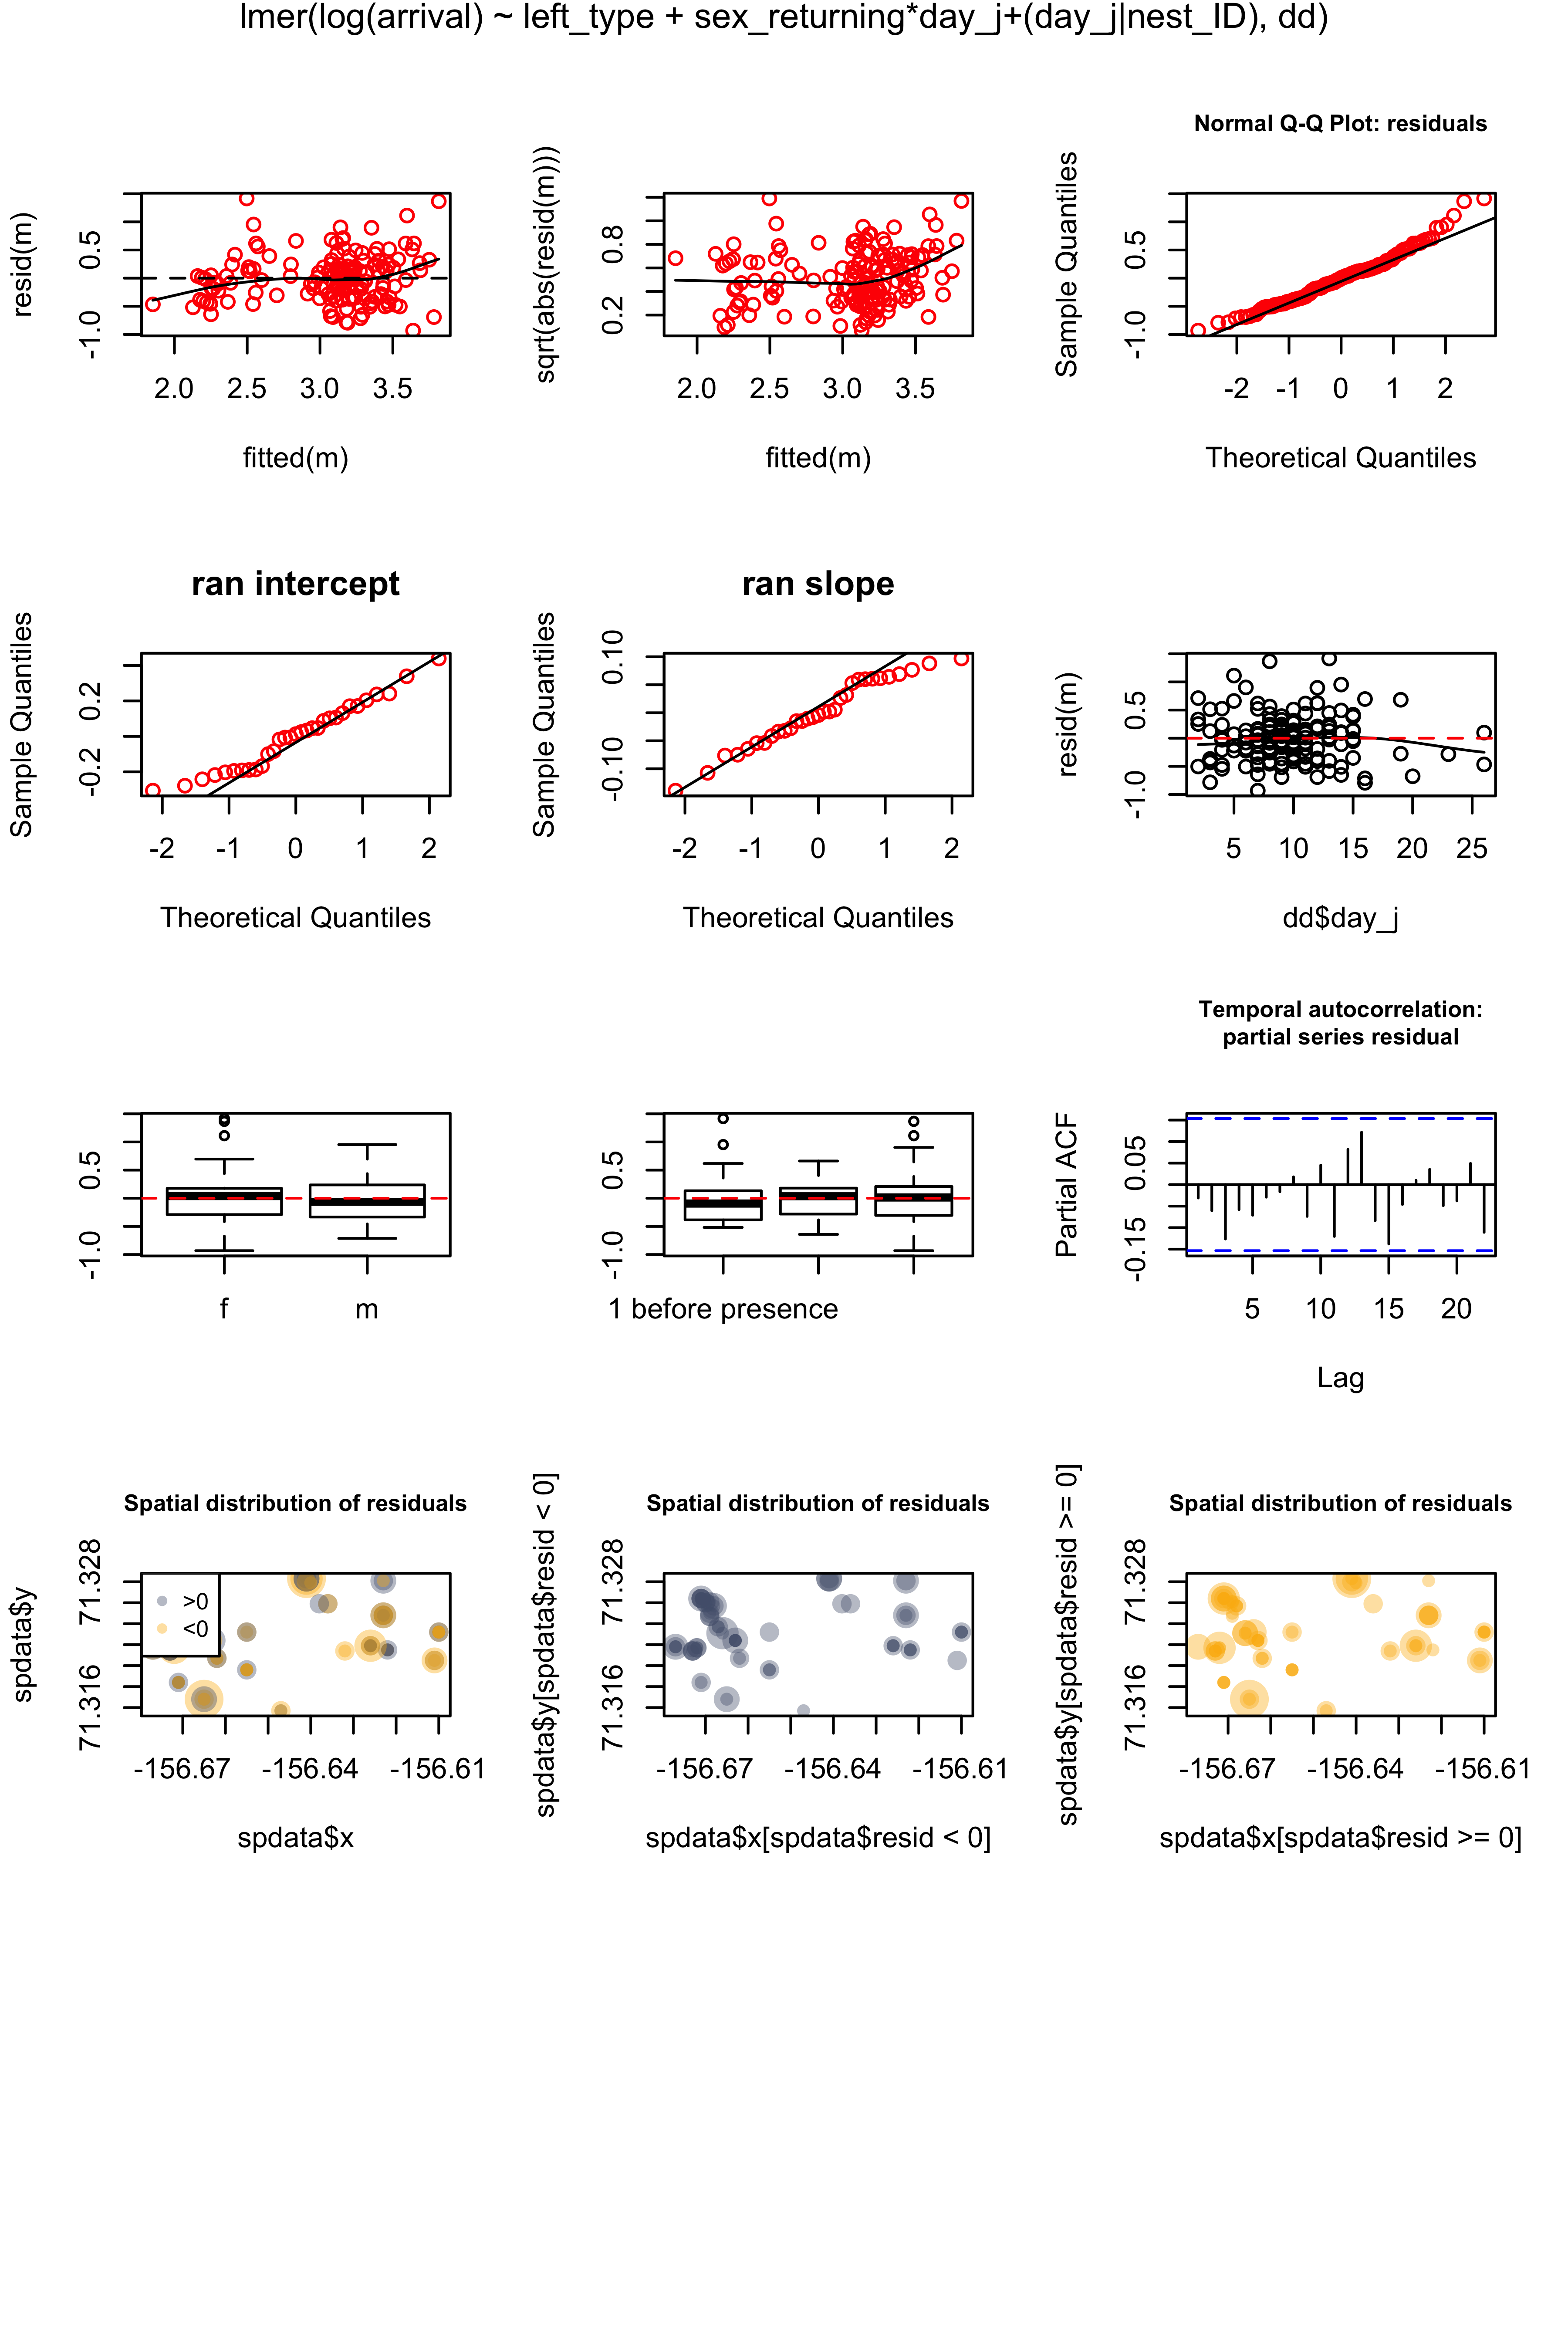 lmer(log(arrival) ~ left_type + sex_returning*day_j+(day_j|nest_ID), dd)
resid(m)
-1.0 0.5
2.0 2.5 3.0 3.5
fitted(m)
sqrt(abs(resid(m)))
0.2 0.8
2.0 2.5 3.0 3.5
fitted(m)
Normal Q-Q Plot: residuals
Sample Quantiles
-1.0 0.5
-2 -1 0 1 2
Theoretical Quantiles
ran intercept
Sample Quantiles
-0.2 0.2
-2 -1 0 1 2
Theoretical Quantiles
ran slope
Sample Quantiles
-0.10 0.10
-2 -1 0 1 2
Theoretical Quantiles
resid(m)
-1.0 0.5
5 10 15 20 25
dd$day_j
-1.0 0.5
f m
-1.0 0.5
1 before presence
Temporal autocorrelation:
partial series residual
Partial ACF
-0.15 0.05
5 10 15 20
Lag
Spatial distribution of residuals
spdata$y
71.316 71.328
>0
<0
-156.67 -156.64 -156.61
spdata$x
Spatial distribution of residuals
spdata$y[spdata$resid < 0]
71.316 71.328
-156.67 -156.64 -156.61
spdata$x[spdata$resid < 0]
Spatial distribution of residuals
spdata$y[spdata$resid >= 0]
71.316 71.328
-156.67 -156.64 -156.61
spdata$x[spdata$resid >= 0]